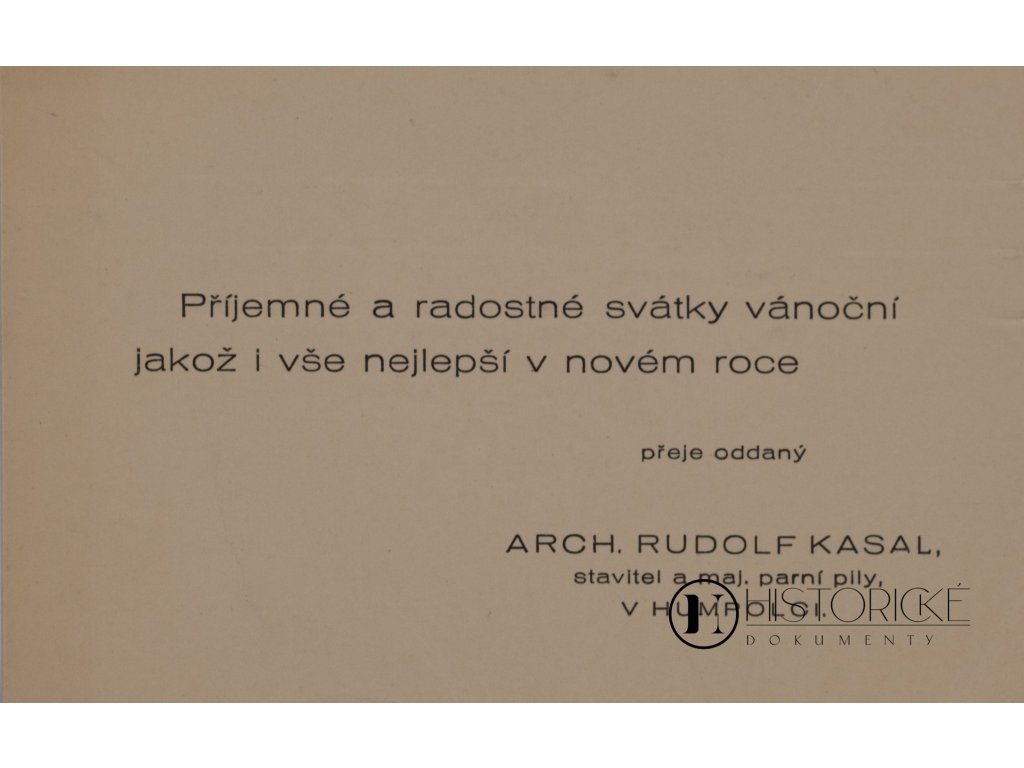 Příjemné a radostné svátky vánoční
jakož i vše nejlepší v novém roce
přeje oddaný
ARCH. RUDOLF KASAL,
stavitel a maj. parní pily,
V HUMPOLCI.
HISTORICKÉ
DOKUMENTY